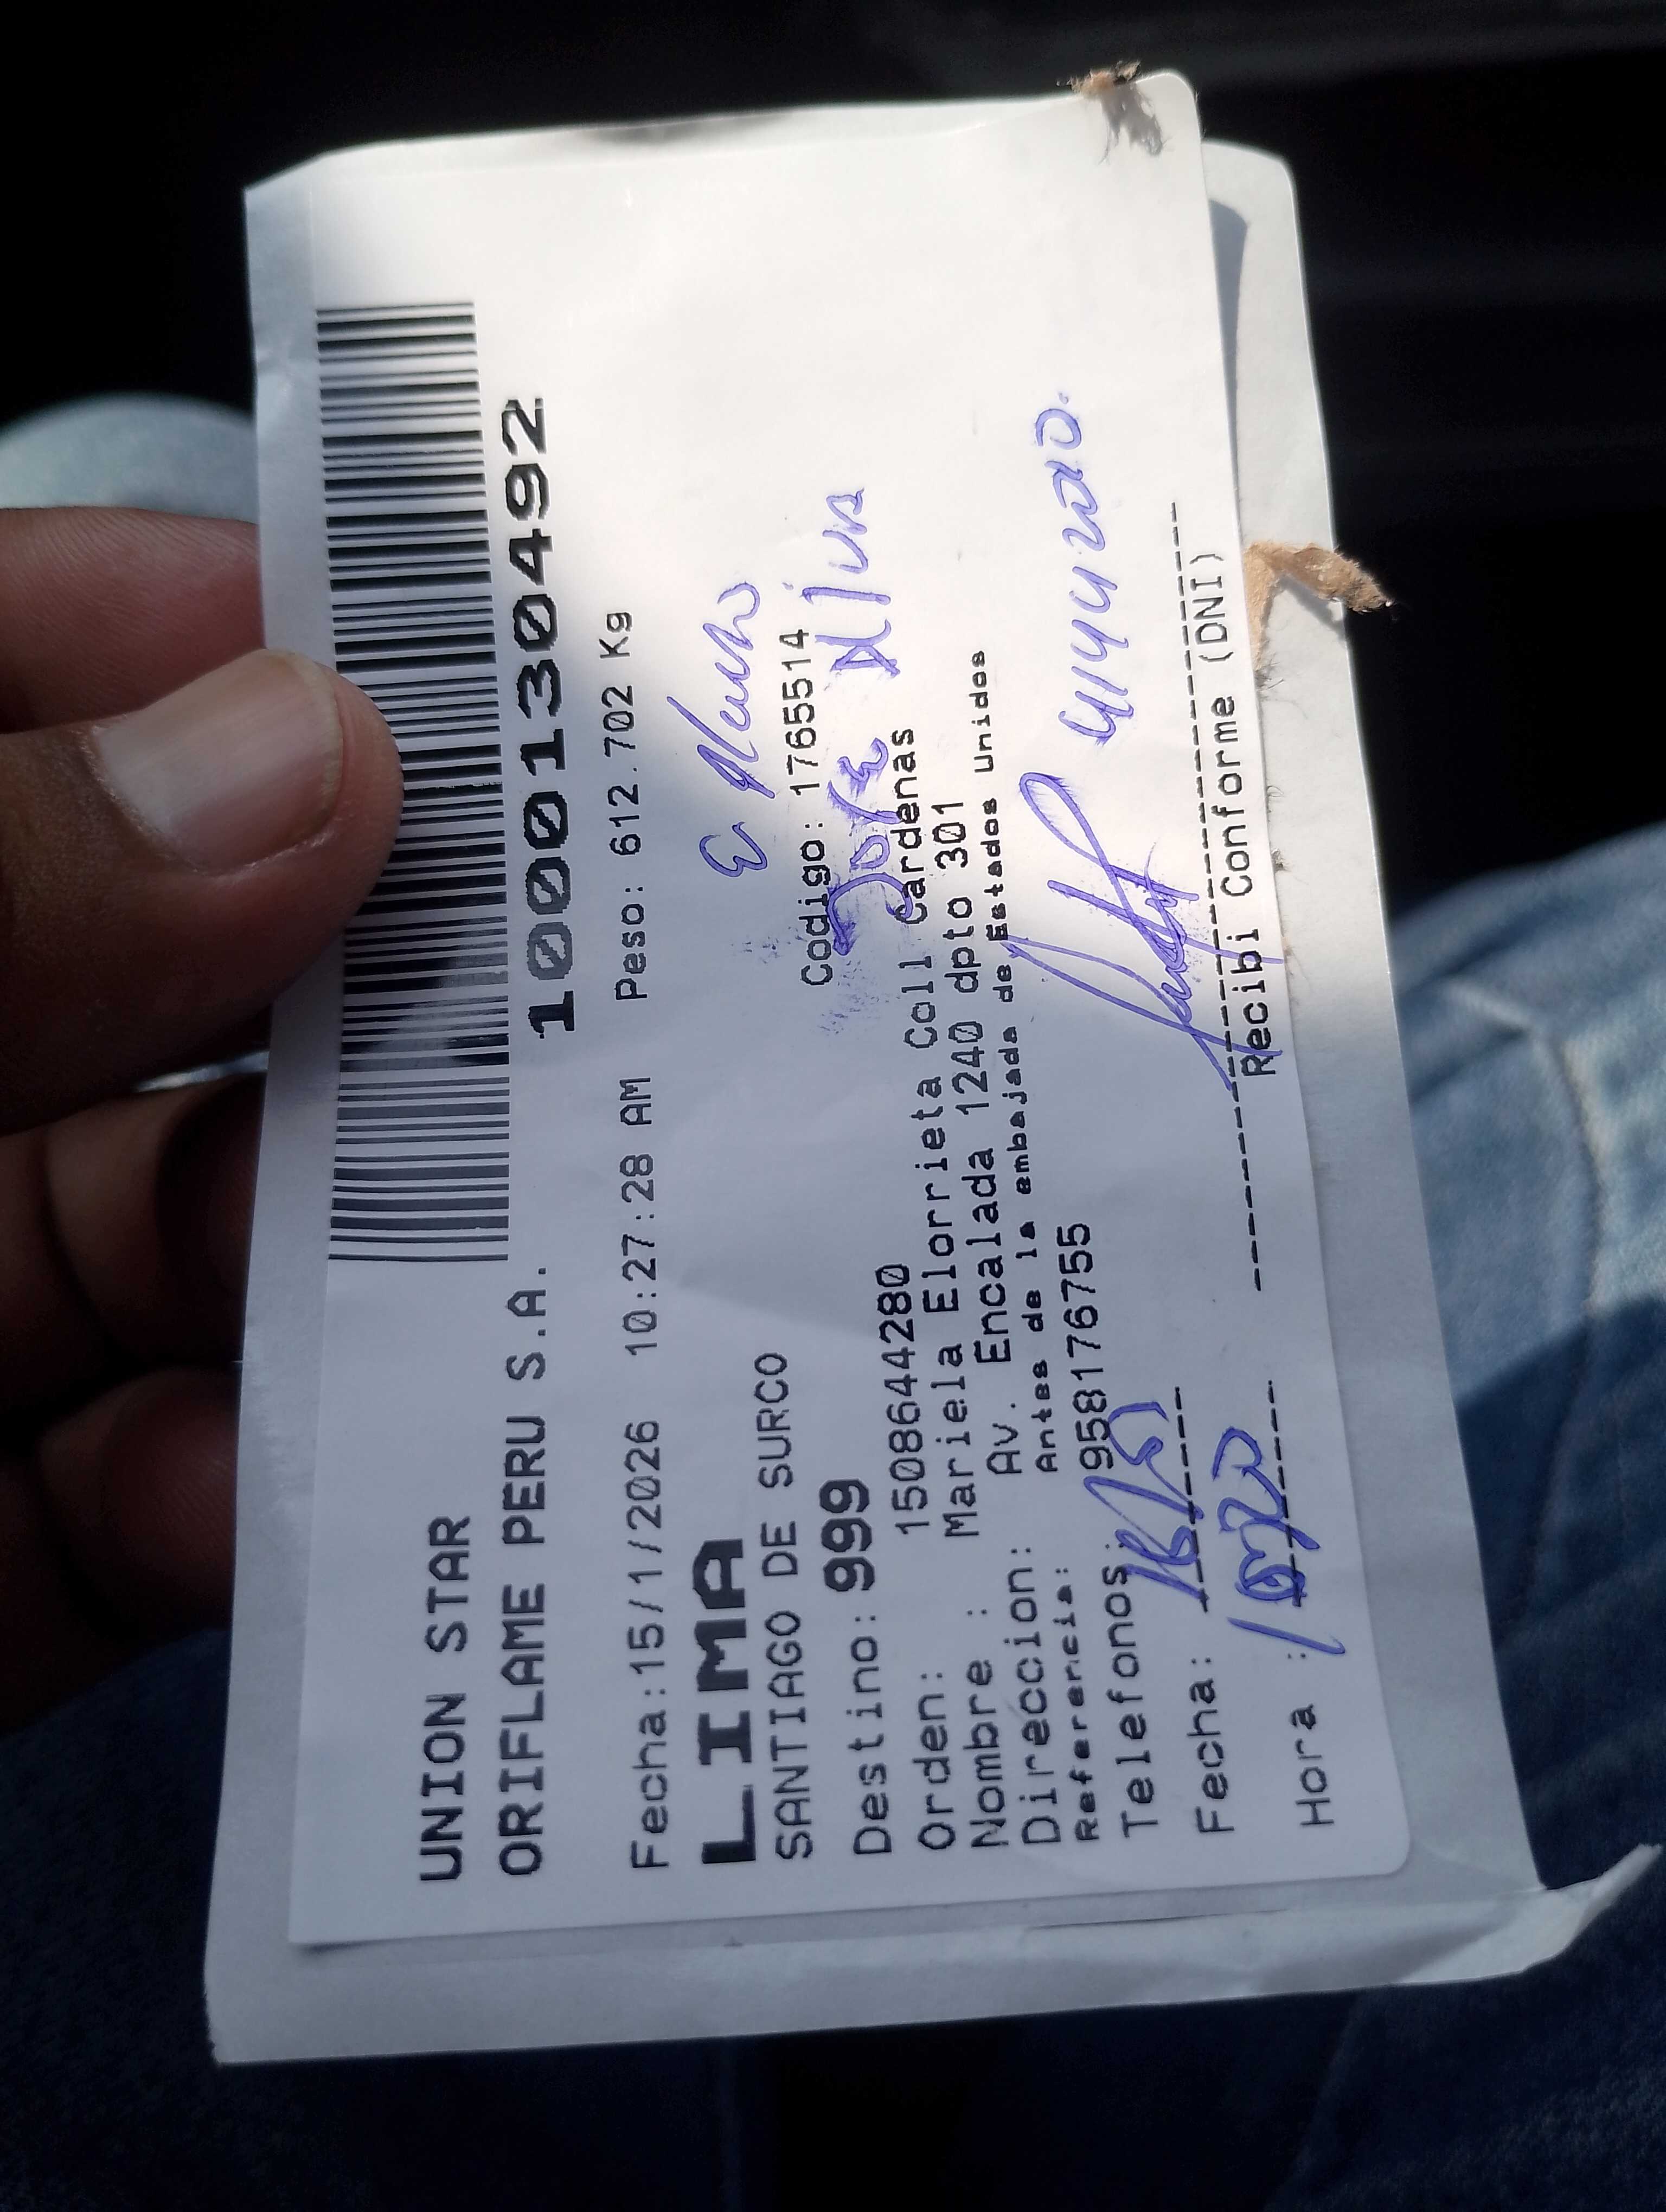 UNION STAR
ORIFLAME PERU S.A.
1000130492
Fecha:15/1/2026 10:27:28 AM Peso: 612.702 Kg
LIMA
SANTIAGO DE SURCO
Destino: 999 Codigo: 1765514
Orden: 1508644280
Nombre : Mariela Elorrieta Coll Cardenas
Direccion: Av. Encalada 1240 dpto 301
Referencia: Antes de la embajada de Estados Unidos
Telefonos: 958176755
Fecha:
Hora :
Recibi Conforme (DNI)